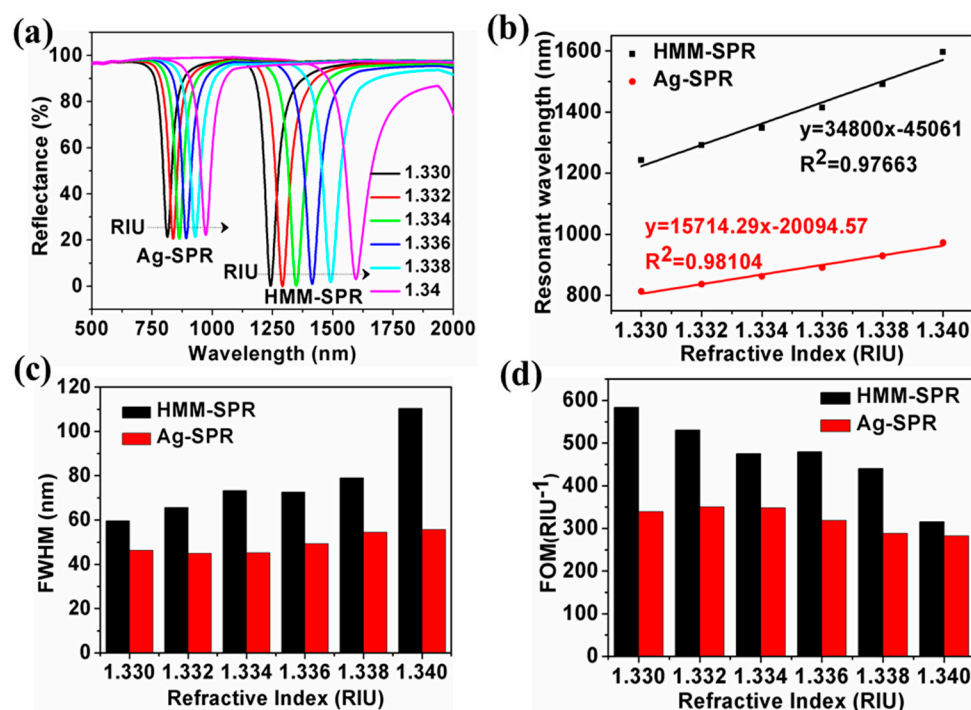 (a)
Reflectance (%)
100
80
60
40
20
0
RIU
Ag-SPR
RIU
HMM-SPR
1.330
1.332
1.334
1.336
1.338
1.34
500 750 1000 1250 1500 1750 2000
Wavelength (nm)
(b)
Resonant wavelength (nm)
1600
1400
1200
1000
800
HMM-SPR
Ag-SPR
y=34800x-45061
R²=0.97663
y=15714.29x-20094.57
R²=0.98104
1.330 1.332 1.334 1.336 1.338 1.340
Refractive Index (RIU)
(c)
FWHM (nm)
120
100
80
60
40
20
0
HMM-SPR
Ag-SPR
1.330 1.332 1.334 1.336 1.338 1.340
Refractive Index (RIU)
(d)
FOM(RIU⁻¹)
600
500
400
300
200
100
0
HMM-SPR
Ag-SPR
1.330 1.332 1.334 1.336 1.338 1.340
Refractive Index (RIU)